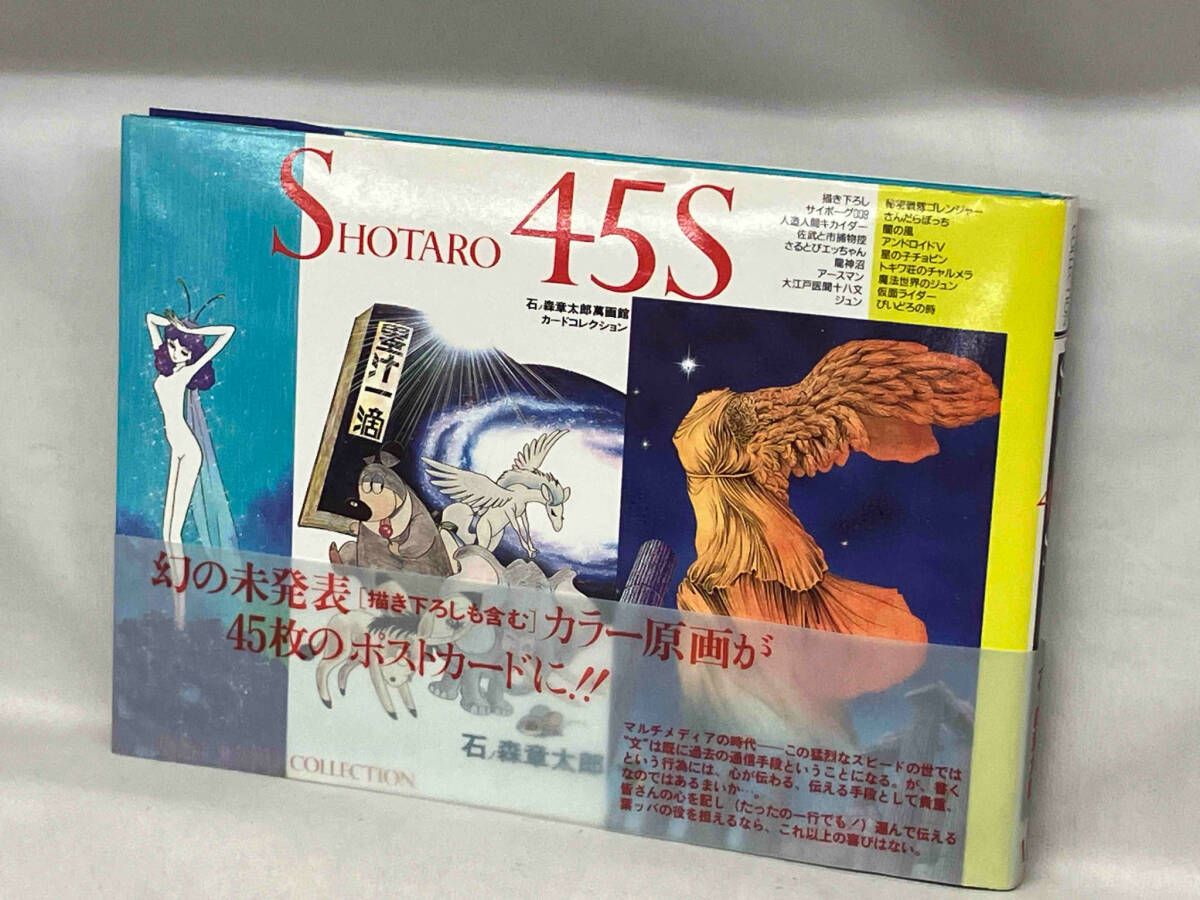 SHOTARO 45S
石ノ森章太郎萬画館
カードコレクション
描き下ろし
サイボーグ009
人造人間キカイダー
佐武と市捕物控
さるとびエッちゃん
龍神沼
アースマン
大江戸医聞十八文
ジュン
秘密戦隊ゴレンジャー
さんだらぼっち
闇の風
アンドロイドV
星の子チョビン
トキワ荘のチャルメラ
魔法世界のジュン
仮面ライダー
びいどろの時
墨汁一滴
幻の未発表[描き下ろしも含む]カラー原画が
45枚のポストカードに!!
石ノ森章太郎
COLLECTION
マルチメディアの時代――この猛烈なスピードの世では
“文”は既に過去の通信手段ということになる。が、書く
という行為には、心が伝わる、伝える手段として貴重、
なのではあるまいか…。
皆さんの心を記し(たったの一行でも!)運んで伝える
葉ッパの役を担えるなら、これ以上の喜びはない。